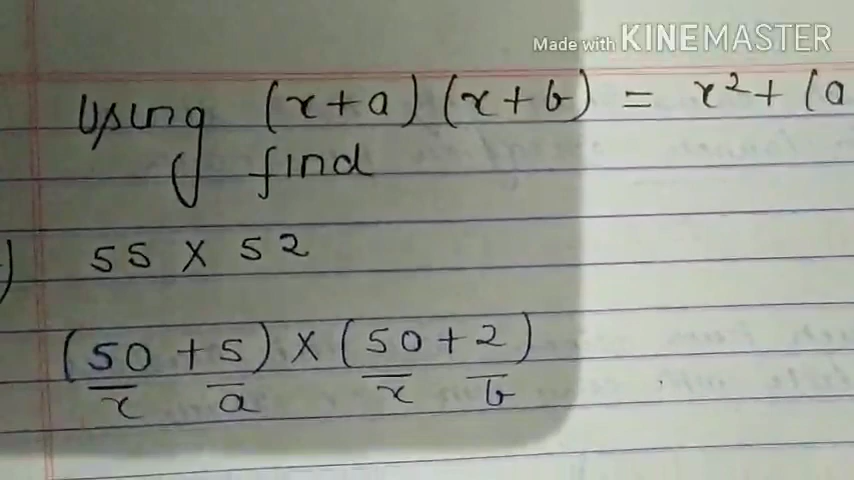 Made with KINEMASTER
Using (x+a)(x+b) = x²+(a
find
) 55 × 52
(50 + 5) × (50 + 2)
x a x b